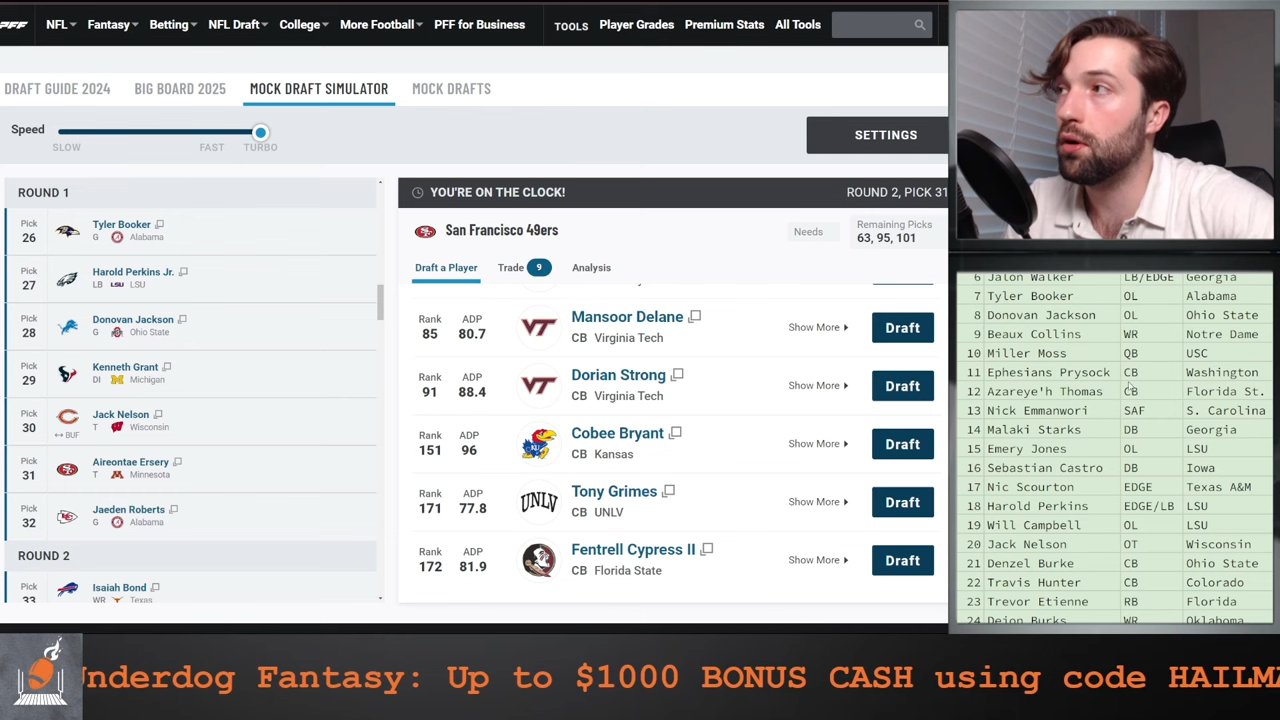 PFF NFL Fantasy Betting NFL Draft College More Football PFF for Business TOOLS Player Grades Premium Stats All Tools
DRAFT GUIDE 2024 BIG BOARD 2025 MOCK DRAFT SIMULATOR MOCK DRAFTS
Speed
SLOW FAST TURBO
SETTINGS
ROUND 1
Pick 26 Tyler Booker
G Alabama
Pick 27 Harold Perkins Jr.
LB LSU LSU
Pick 28 Donovan Jackson
G Ohio State
Pick 29 Kenneth Grant
DI Michigan
Pick 30 Jack Nelson
↔ BUF T Wisconsin
Pick 31 Aireontae Ersery
T Minnesota
Pick 32 Jaeden Roberts
G Alabama
ROUND 2
Pick 33 Isaiah Bond
WR Texas
YOU'RE ON THE CLOCK! ROUND 2, PICK 31
San Francisco 49ers Needs Remaining Picks
63, 95, 101
Draft a Player Trade 9 Analysis
Rank 85 ADP 80.7 Mansoor Delane Show More Draft
CB Virginia Tech
Rank 91 ADP 88.4 Dorian Strong Show More Draft
CB Virginia Tech
Rank 151 ADP 96 Cobee Bryant Show More Draft
CB Kansas
Rank 171 ADP 77.8 UNLV Tony Grimes Show More Draft
CB UNLV
Rank 172 ADP 81.9 Fentrell Cypress II Show More Draft
CB Florida State
6 Jalon Walker LB/EDGE Georgia
7 Tyler Booker OL Alabama
8 Donovan Jackson OL Ohio State
9 Beaux Collins WR Notre Dame
10 Miller Moss QB USC
11 Ephesians Prysock CB Washington
12 Azareye'h Thomas CB Florida St.
13 Nick Emmanwori SAF S. Carolina
14 Malaki Starks DB Georgia
15 Emery Jones OL LSU
16 Sebastian Castro DB Iowa
17 Nic Scourton EDGE Texas A&M
18 Harold Perkins EDGE/LB LSU
19 Will Campbell OL LSU
20 Jack Nelson OT Wisconsin
21 Denzel Burke CB Ohio State
22 Travis Hunter CB Colorado
23 Trevor Etienne RB Florida
24 Deion Burks WR Oklahoma
Underdog Fantasy: Up to $1000 BONUS CASH using code HAILMA